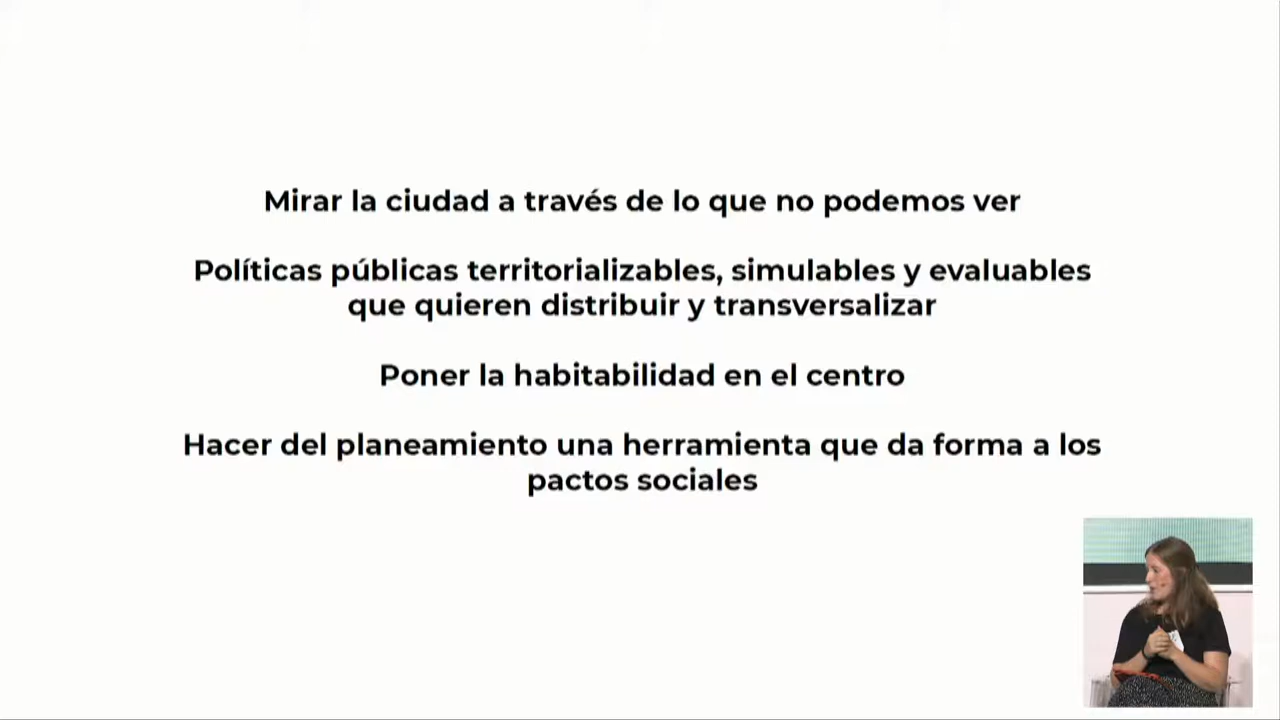 Mirar la ciudad a través de lo que no podemos ver
Políticas públicas territorializables, simulables y evaluables
que quieren distribuir y transversalizar
Poner la habitabilidad en el centro
Hacer del planeamiento una herramienta que da forma a los
pactos sociales